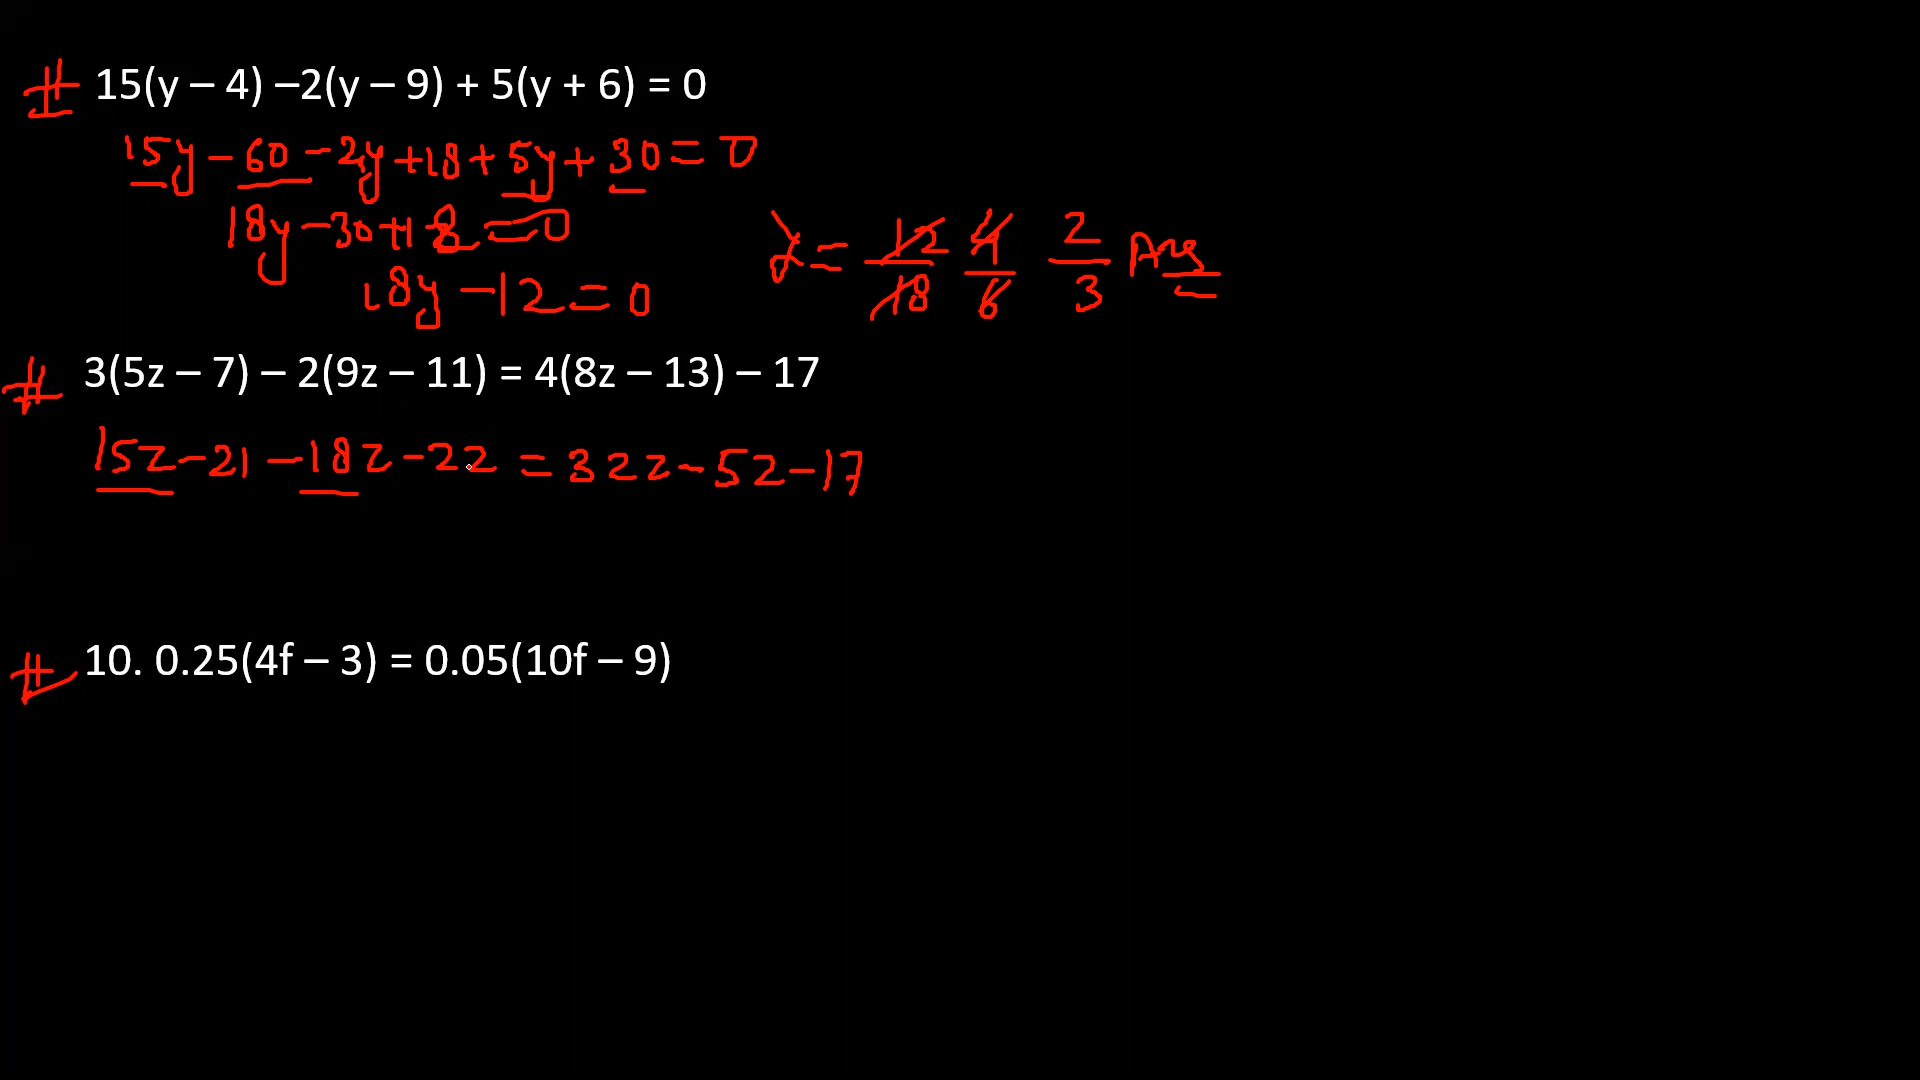 # 15(y – 4) –2(y – 9) + 5(y + 6) = 0
15y - 60 - 2y + 18 + 5y + 30 = 0
18y - 30 + 18 = 0
18y - 12 = 0
y = 12/18 4/6 2/3 Ans
# 3(5z – 7) – 2(9z – 11) = 4(8z – 13) – 17
15z - 21 - 18z - 22 = 32z - 52 - 17
# 10. 0.25(4f – 3) = 0.05(10f – 9)